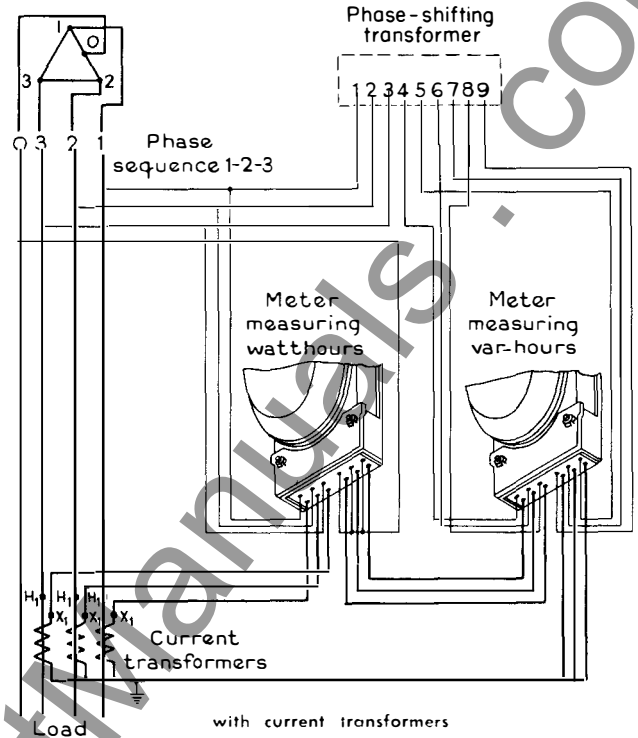 Phase-shifting
transformer
1 O
3 2
1 2 3 4 5 6 7 8 9
O 3 2 1
Phase
sequence 1-2-3
Meter
measuring
watthours
Meter
measuring
var-hours
H1 H1 H1
X1 X1 X1
Current
transformers
Load
with current transformers
tManuals.co